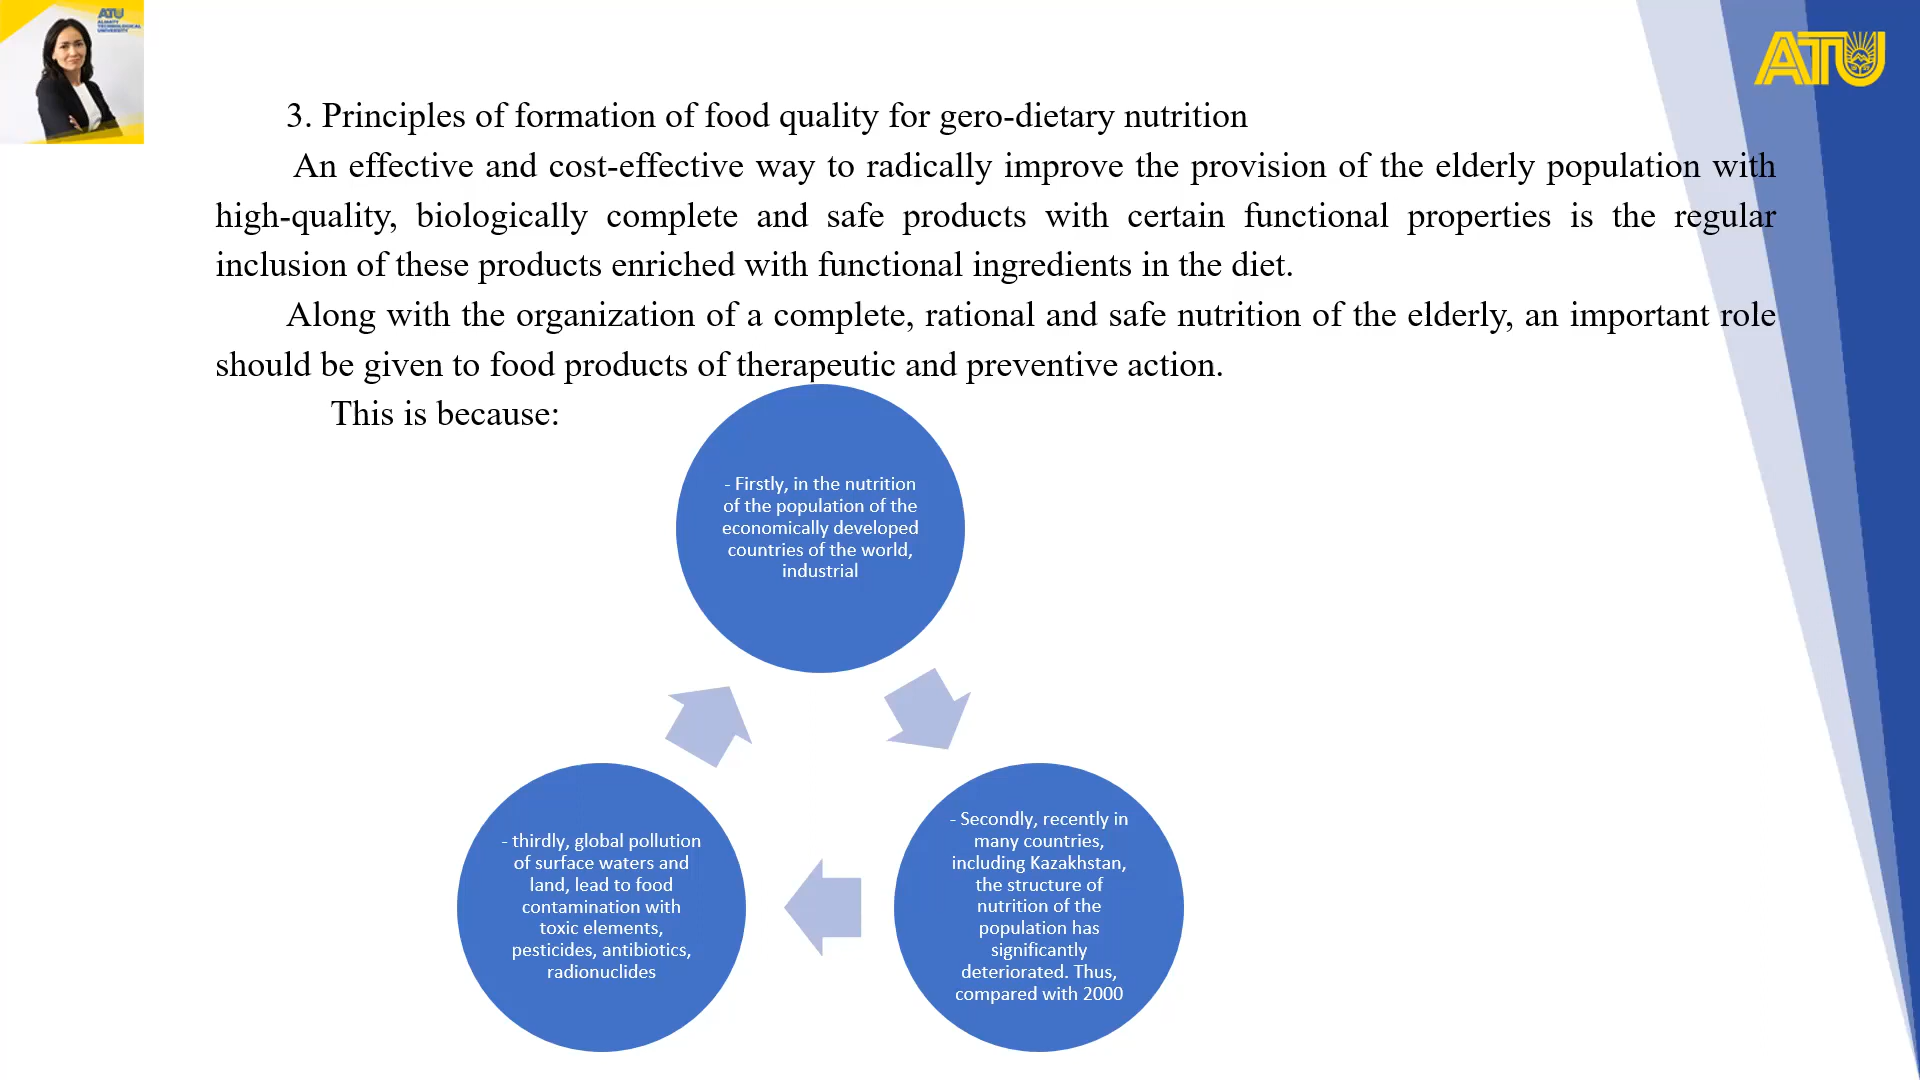 ATU
ALMATY
TECHNOLOGICAL
UNIVERSITY
ATU
3. Principles of formation of food quality for gero-dietary nutrition
An effective and cost-effective way to radically improve the provision of the elderly population with
high-quality, biologically complete and safe products with certain functional properties is the regular
inclusion of these products enriched with functional ingredients in the diet.
Along with the organization of a complete, rational and safe nutrition of the elderly, an important role
should be given to food products of therapeutic and preventive action.
This is because:
- Firstly, in the nutrition
of the population of the
economically developed
countries of the world,
industrial
- Secondly, recently in
many countries,
including Kazakhstan,
the structure of
nutrition of the
population has
significantly
deteriorated. Thus,
compared with 2000
- thirdly, global pollution
of surface waters and
land, lead to food
contamination with
toxic elements,
pesticides, antibiotics,
radionuclides